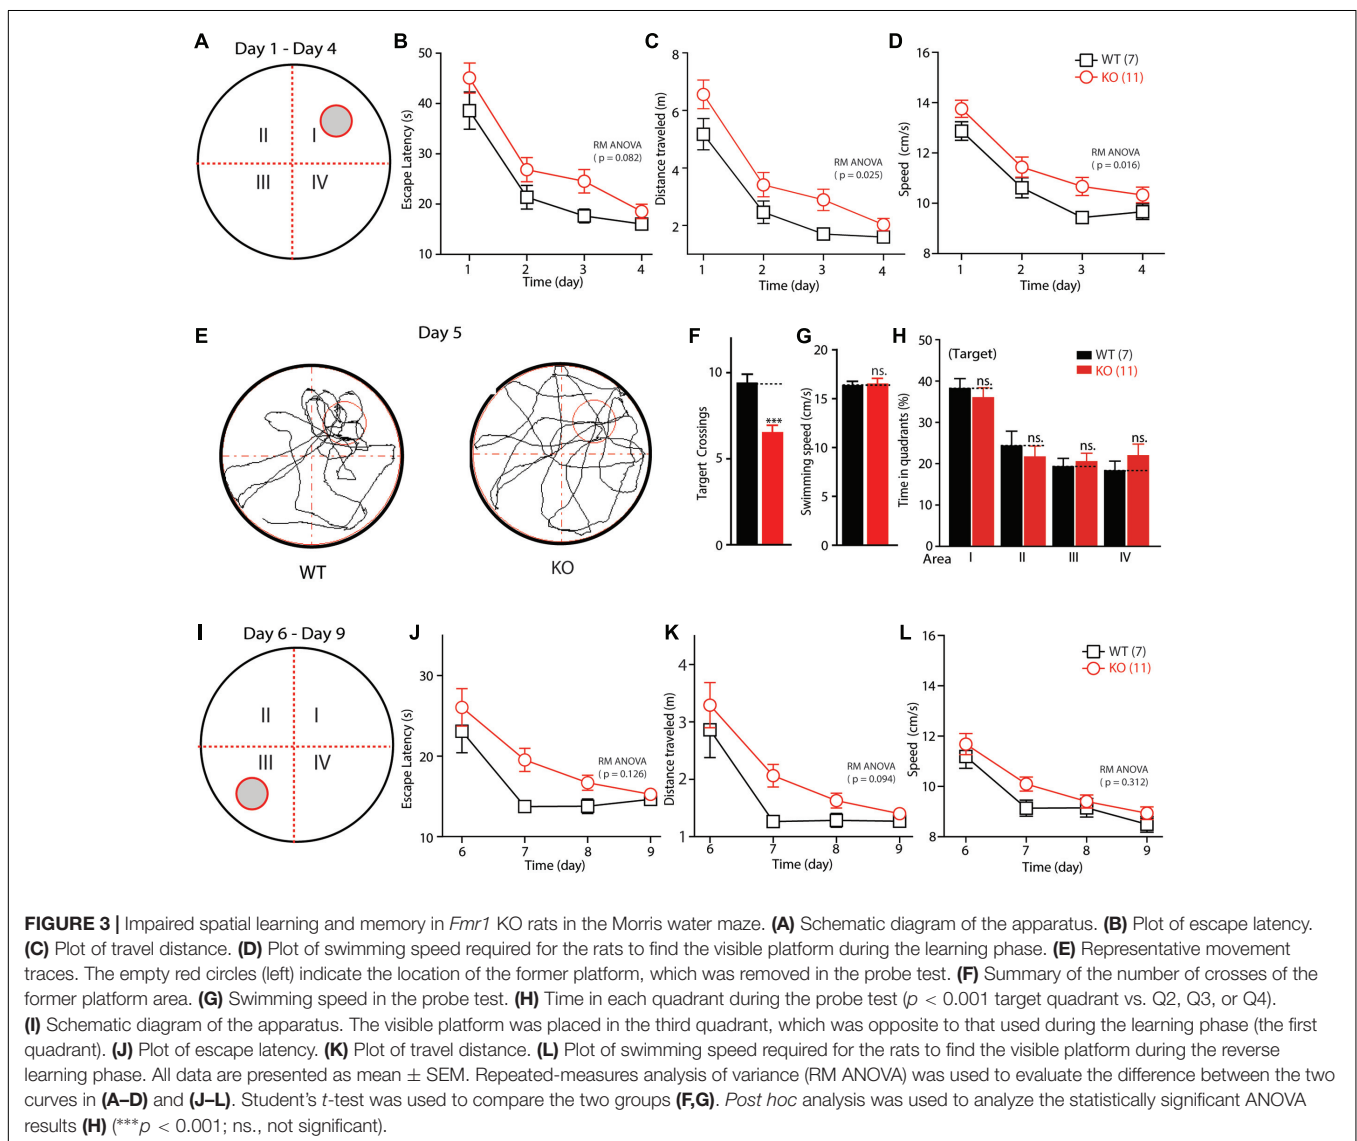 A Day 1 - Day 4
II I
III IV
B
Escape Latency (s)
50
40
30
20
10
RM ANOVA
( p = 0.082)
1 2 3 4
Time (day)
C
Distance traveled (m)
8
6
4
2
RM ANOVA
( p = 0.025)
1 2 3 4
Time (day)
D
Speed (cm/s)
16
14
12
10
8
WT (7)
KO (11)
RM ANOVA
( p = 0.016)
1 2 3 4
Time (day)
E Day 5
WT
KO
F
Targert Crossings
10
5
0
***
G
Swimming speed (cm/s)
20
15
10
5
0
ns.
H
Time in quadrants (%)
50
40
30
20
10
0
(Target)
WT (7)
KO (11)
ns.
ns.
ns.
ns.
Area I II III IV
I Day 6 - Day 9
II I
III IV
J
Escape Latency (s)
30
20
10
RM ANOVA
( p = 0.126)
6 7 8 9
Time (day)
K
Distance traveled (m)
4
3
2
1
RM ANOVA
( p = 0.094)
6 7 8 9
Time (day)
L
Speed (cm/s)
16
14
12
10
8
WT (7)
KO (11)
RM ANOVA
( p = 0.312)
6 7 8 9
Time (day)
FIGURE 3 | Impaired spatial learning and memory in Fmr1 KO rats in the Morris water maze. (A) Schematic diagram of the apparatus. (B) Plot of escape latency.
(C) Plot of travel distance. (D) Plot of swimming speed required for the rats to find the visible platform during the learning phase. (E) Representative movement
traces. The empty red circles (left) indicate the location of the former platform, which was removed in the probe test. (F) Summary of the number of crosses of the
former platform area. (G) Swimming speed in the probe test. (H) Time in each quadrant during the probe test (p < 0.001 target quadrant vs. Q2, Q3, or Q4).
(I) Schematic diagram of the apparatus. The visible platform was placed in the third quadrant, which was opposite to that used during the learning phase (the first
quadrant). (J) Plot of escape latency. (K) Plot of travel distance. (L) Plot of swimming speed required for the rats to find the visible platform during the reverse
learning phase. All data are presented as mean ± SEM. Repeated-measures analysis of variance (RM ANOVA) was used to evaluate the difference between the two
curves in (A–D) and (J–L). Student's t-test was used to compare the two groups (F,G). Post hoc analysis was used to analyze the statistically significant ANOVA
results (H) (***p < 0.001; ns., not significant).